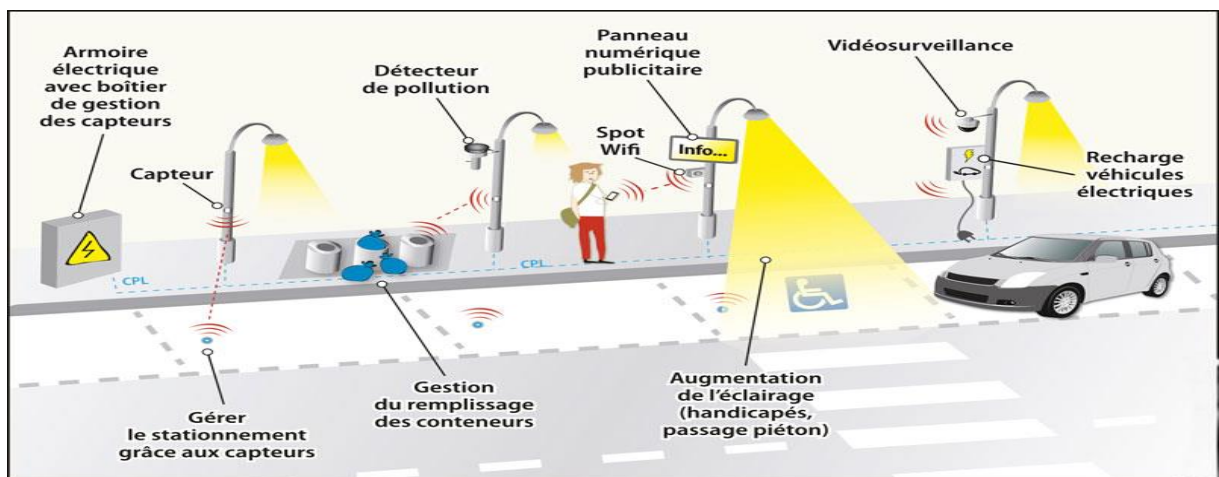 Armoire
électrique
avec boîtier
de gestion
des capteurs
Capteur
Détecteur
de pollution
Panneau
numérique
publicitaire
Spot
Wifi
Info...
Vidéosurveillance
Recharge
véhicules
électriques
CPL
CPL
Gérer
le stationnement
grâce aux capteurs
Gestion
du remplissage
des conteneurs
Augmentation
de l'éclairage
(handicapés,
passage piéton)